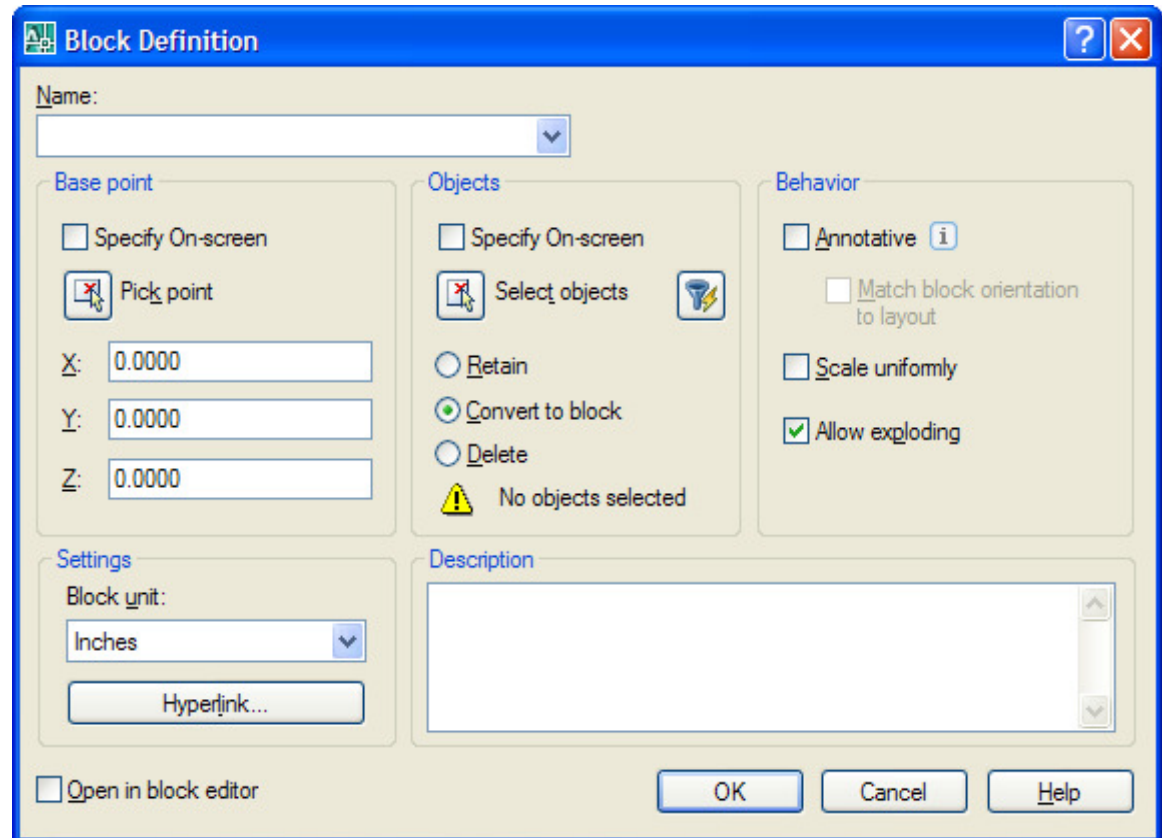 Block Definition
Name:
Base point
Specify On-screen
Pick point
X: 0.0000
Y: 0.0000
Z: 0.0000
Objects
Specify On-screen
Select objects
Retain
Convert to block
Delete
No objects selected
Behavior
Annotative
Match block orientation
to layout
Scale uniformly
Allow exploding
Settings
Block unit:
Inches
Hyperlink...
Description
Open in block editor
OK
Cancel
Help